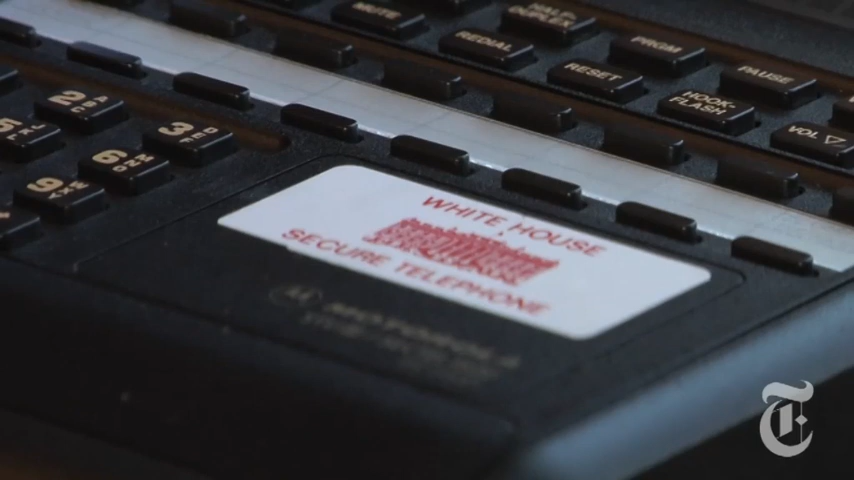 MUTE
HALF-
DUPLEX
REDIAL
PRGM
RESET
PAUSE
HOOK-
FLASH
VOL ▽
2 ABC
3 DEF
5 JKL
6 MNO
9 WXY
WHITE HOUSE
SECURE TELEPHONE
MOTOROLA
T